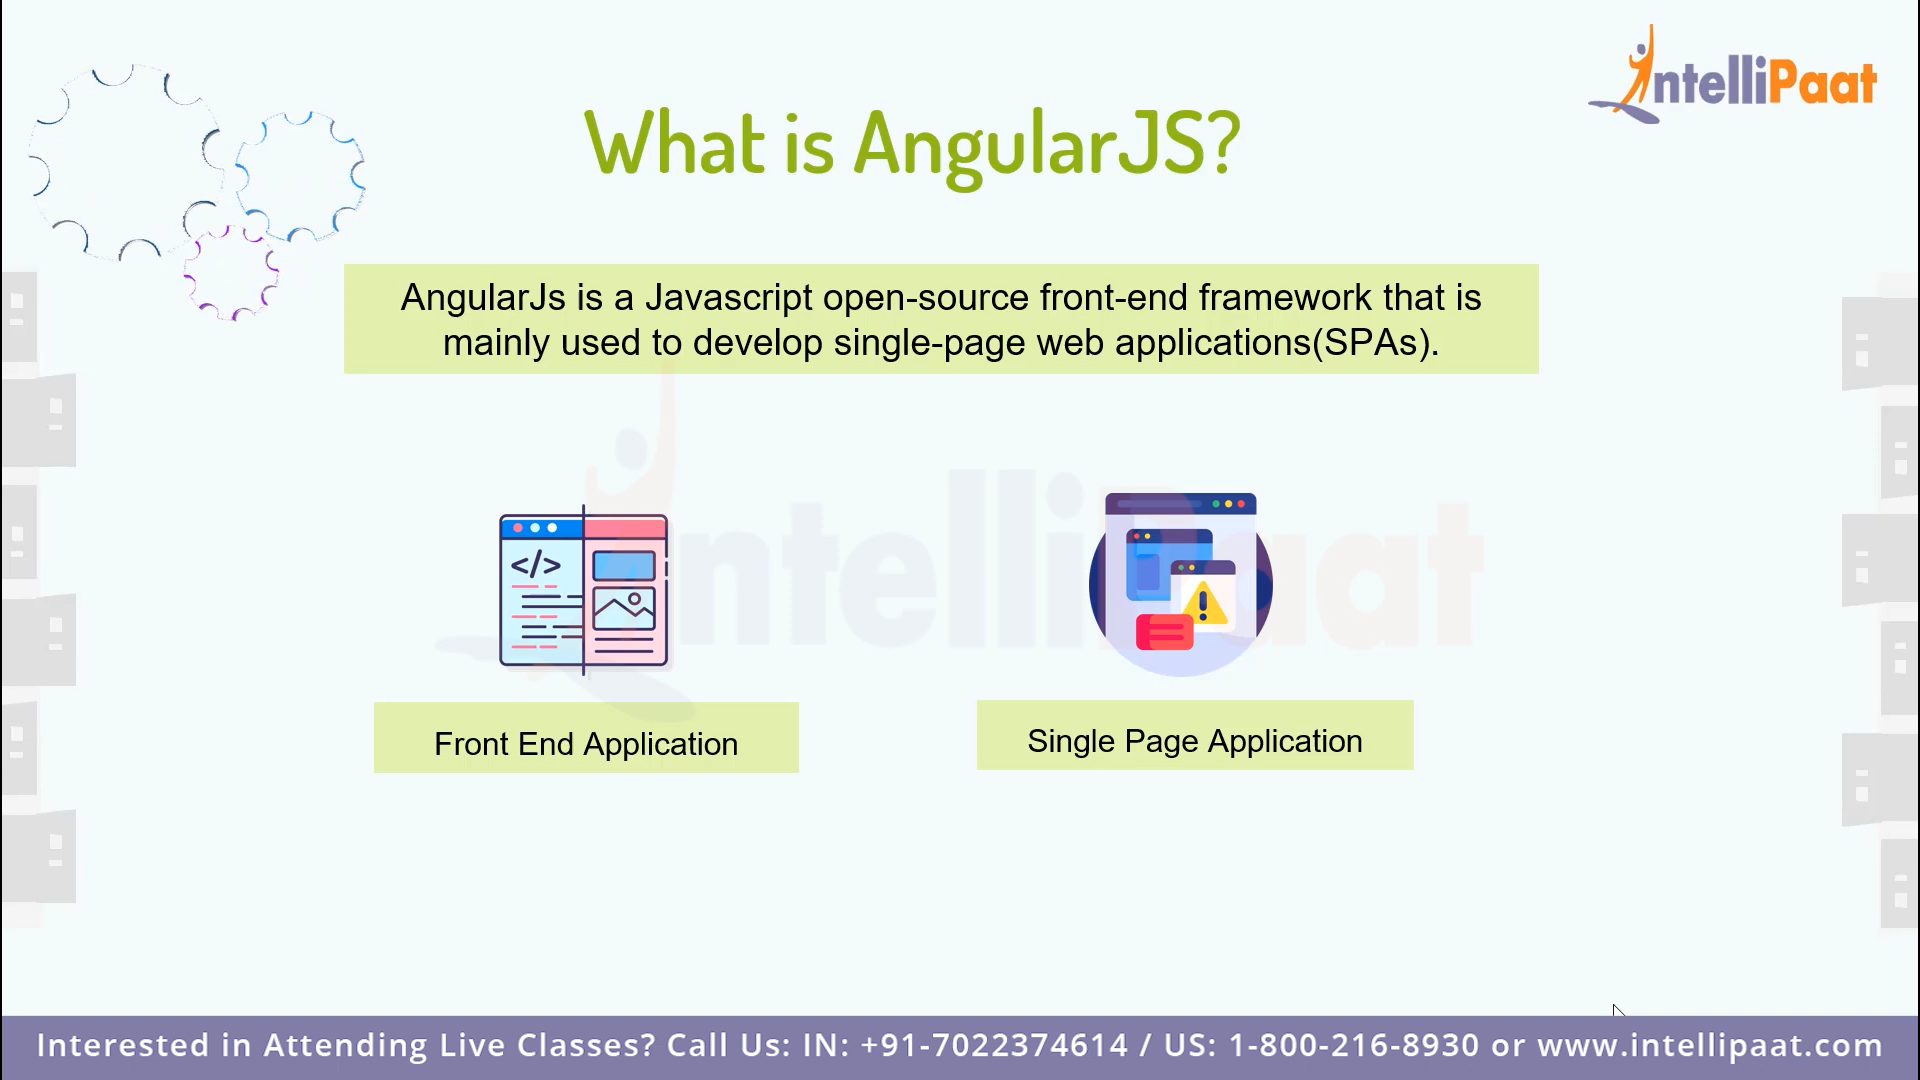 IntelliPaat
What is AngularJS?
AngularJs is a Javascript open-source front-end framework that is
mainly used to develop single-page web applications(SPAs).
IntelliPaat
</>
Front End Application
Single Page Application
Interested in Attending Live Classes? Call Us: IN: +91-7022374614 / US: 1-800-216-8930 or www.intellipaat.com